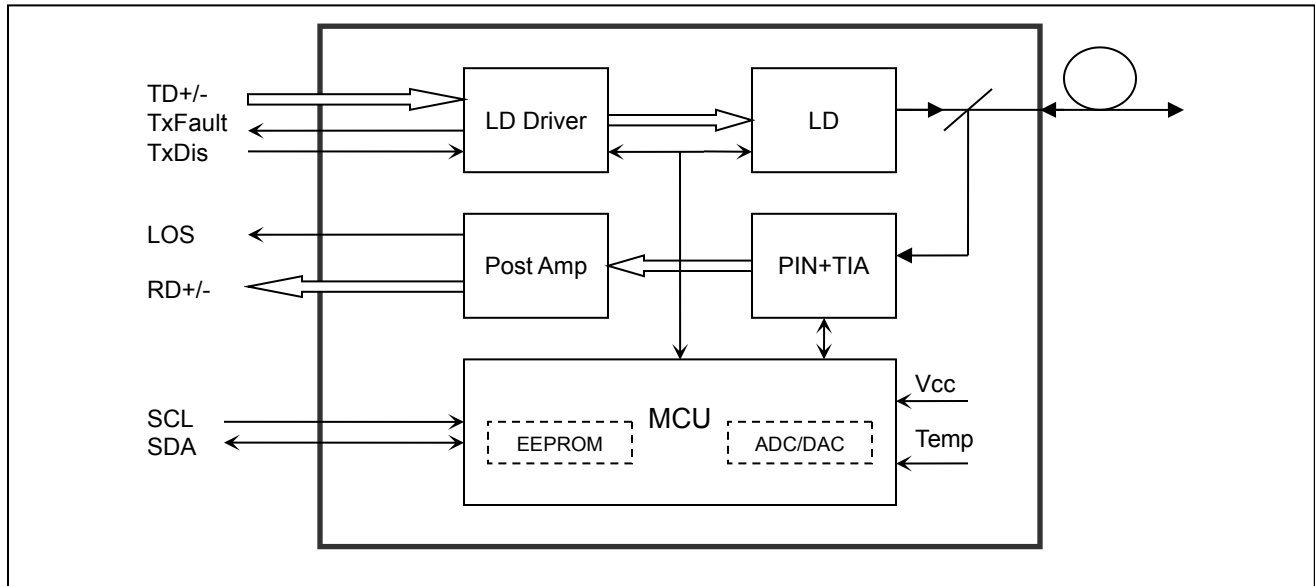 TD+/-
TxFault
TxDis
LD Driver
LD
LOS
RD+/-
Post Amp
PIN+TIA
SCL
SDA
MCU
EEPROM
ADC/DAC
Vcc
Temp